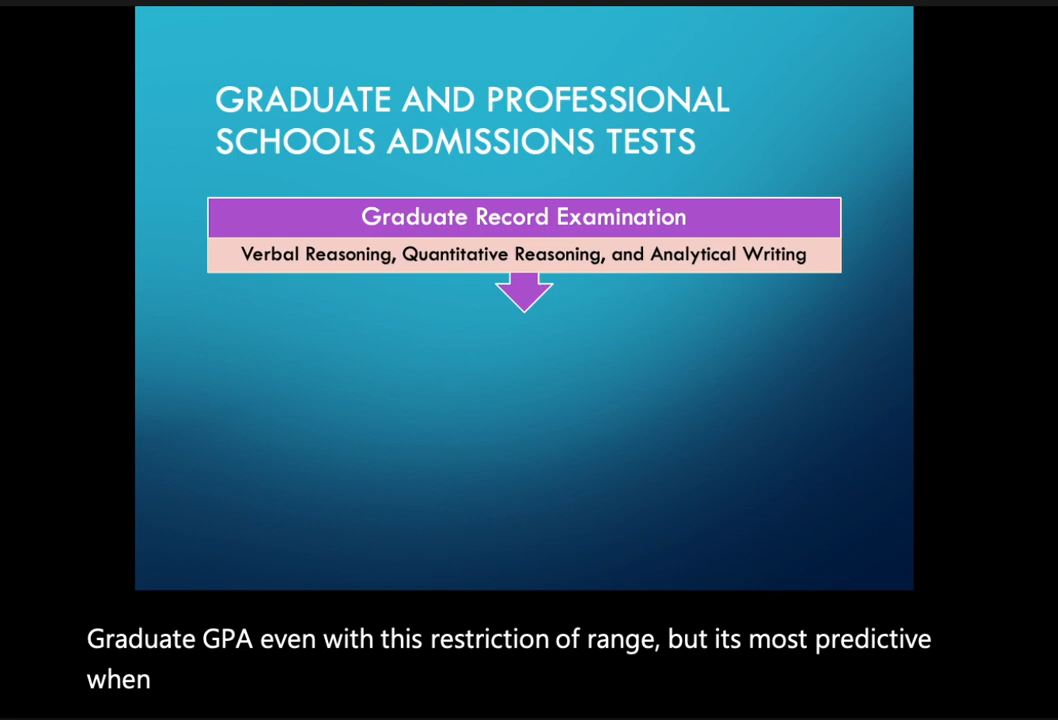 GRADUATE AND PROFESSIONAL
SCHOOLS ADMISSIONS TESTS
Graduate Record Examination
Verbal Reasoning, Quantitative Reasoning, and Analytical Writing
Graduate GPA even with this restriction of range, but its most predictive
when